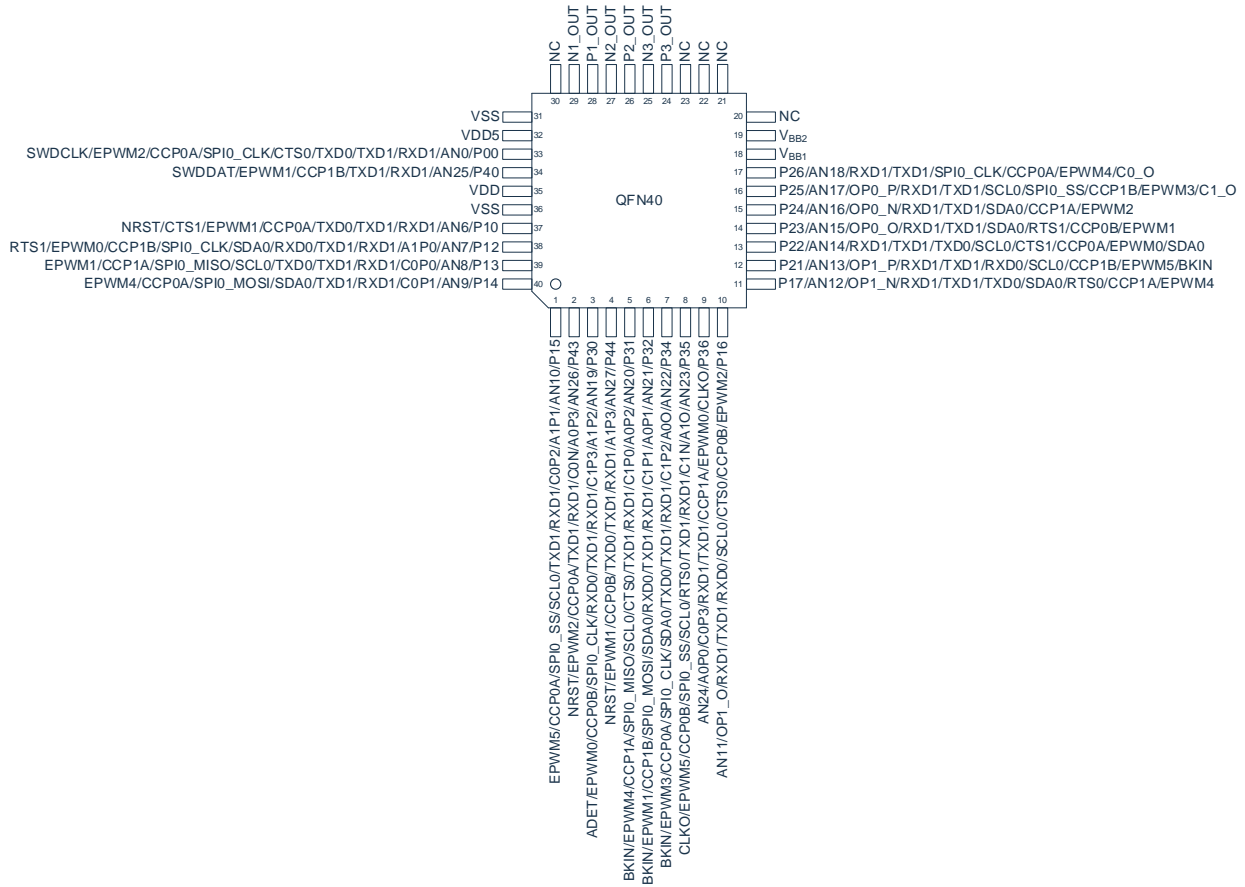 NC
N1_OUT
P1_OUT
N2_OUT
P2_OUT
N3_OUT
P3_OUT
NC
NC
NC
30 29 28 27 26 25 24 23 22 21
VSS 31
VDD5 32
SWDCLK/EPWM2/CCP0A/SPI0_CLK/CTS0/TXD0/TXD1/RXD1/AN0/P00 33
SWDDAT/EPWM1/CCP1B/TXD1/RXD1/AN25/P40 34
VDD 35
VSS 36
NRST/CTS1/EPWM1/CCP0A/TXD0/TXD1/RXD1/AN6/P10 37
RTS1/EPWM0/CCP1B/SPI0_CLK/SDA0/RXD0/TXD1/RXD1/A1P0/AN7/P12 38
EPWM1/CCP1A/SPI0_MISO/SCL0/TXD0/TXD1/RXD1/C0P0/AN8/P13 39
EPWM4/CCP0A/SPI0_MOSI/SDA0/TXD1/RXD1/C0P1/AN9/P14 40
QFN40
20 NC
19 VBB2
18 VBB1
17 P26/AN18/RXD1/TXD1/SPI0_CLK/CCP0A/EPWM4/C0_O
16 P25/AN17/OP0_P/RXD1/TXD1/SCL0/SPI0_SS/CCP1B/EPWM3/C1_O
15 P24/AN16/OP0_N/RXD1/TXD1/SDA0/CCP1A/EPWM2
14 P23/AN15/OP0_O/RXD1/TXD1/SDA0/RTS1/CCP0B/EPWM1
13 P22/AN14/RXD1/TXD1/TXD0/SCL0/CTS1/CCP0A/EPWM0/SDA0
12 P21/AN13/OP1_P/RXD1/TXD1/RXD0/SCL0/CCP1B/EPWM5/BKIN
11 P17/AN12/OP1_N/RXD1/TXD1/TXD0/SDA0/RTS0/CCP1A/EPWM4
1 2 3 4 5 6 7 8 9 10
EPWM5/CCP0A/SPI0_SS/SCL0/TXD1/RXD1/C0P2/A1P1/AN10/P15
NRST/EPWM2/CCP0A/TXD1/RXD1/C0N/A0P3/AN26/P43
ADET/EPWM0/CCP0B/SPI0_CLK/RXD0/TXD1/RXD1/C1P3/A1P2/AN19/P30
NRST/EPWM1/CCP0B/TXD0/TXD1/RXD1/A1P3/AN27/P44
BKIN/EPWM4/CCP1A/SPI0_MISO/SCL0/CTS0/TXD1/RXD1/C1P0/A0P2/AN20/P31
BKIN/EPWM1/CCP1B/SPI0_MOSI/SDA0/RXD0/TXD1/RXD1/C1P1/A0P1/AN21/P32
BKIN/EPWM3/CCP0A/SPI0_CLK/SDA0/TXD0/TXD1/RXD1/C1P2/A0O/AN22/P34
CLKO/EPWM5/CCP0B/SPI0_SS/SCL0/RTS0/TXD1/RXD1/C1N/A1O/AN23/P35
AN24/A0P0/C0P3/RXD1/TXD1/CCP1A/EPWM0/CLKO/P36
AN11/OP1_O/RXD1/TXD1/RXD0/SCL0/CTS0/CCP0B/EPWM2/P16